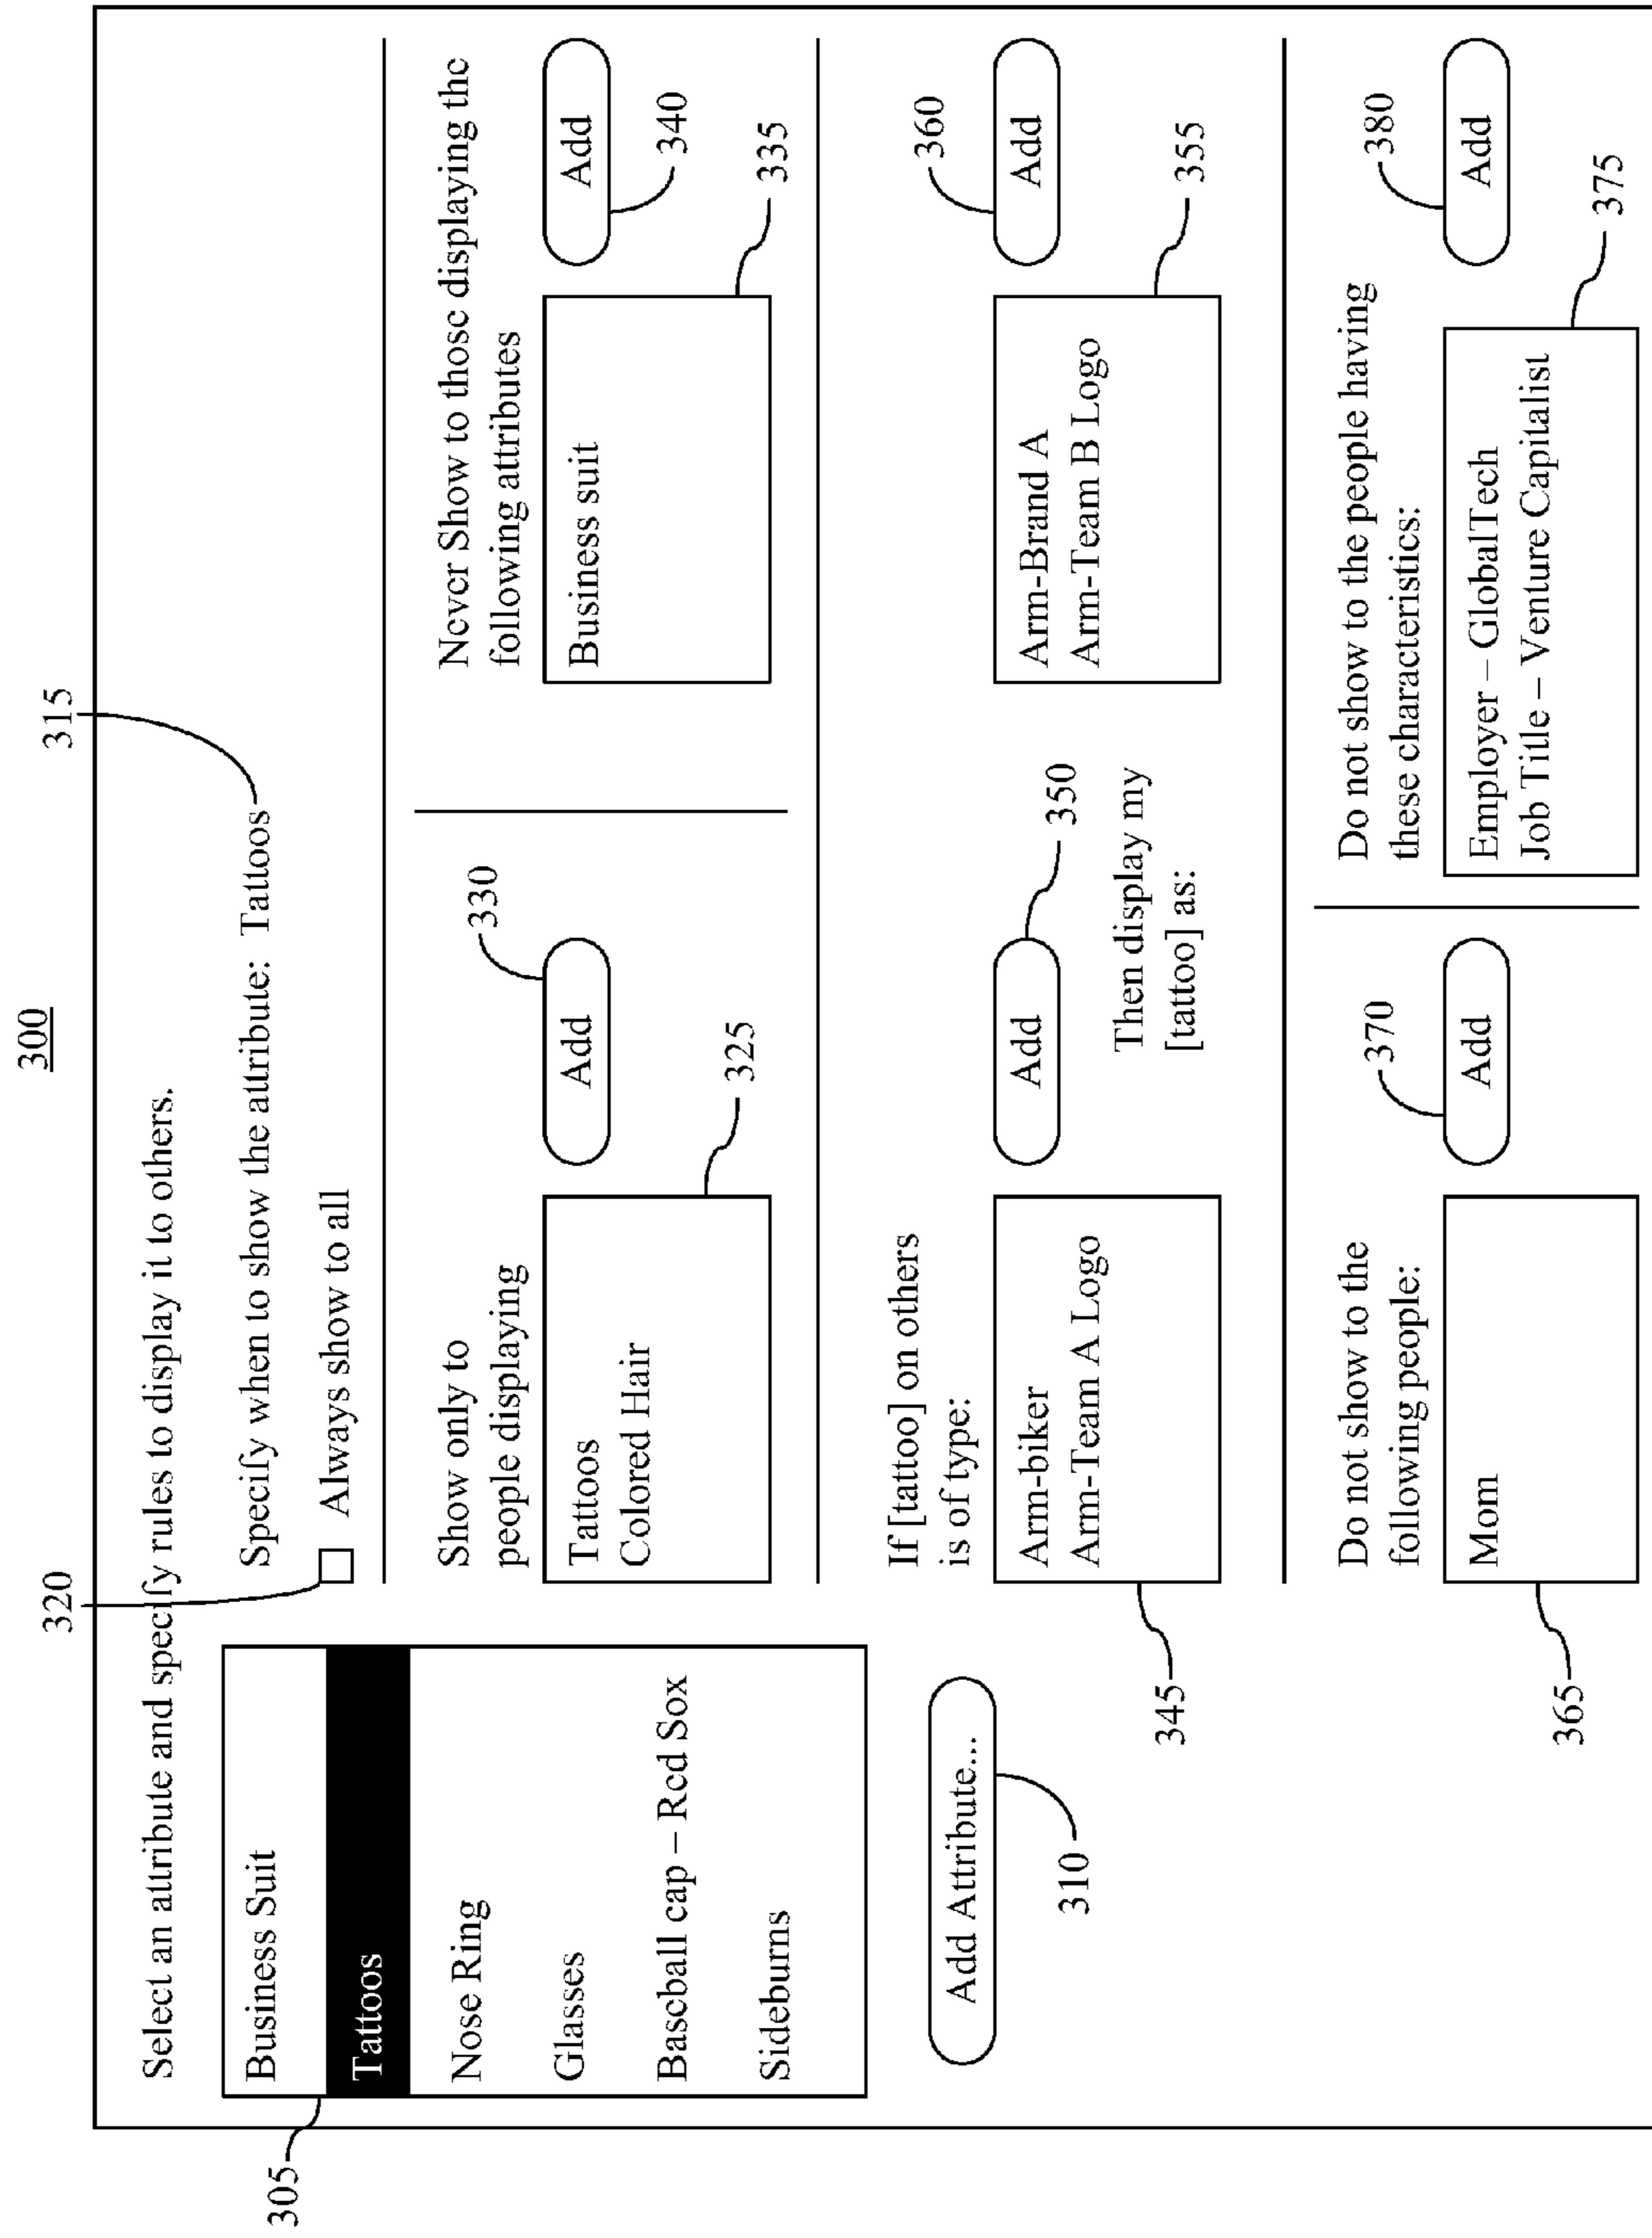 300
320
315
Select an attribute and specify rules to display it to others.
Specify when to show the attribute: Tattoos
Always show to all
305
Business Suit
Tattoos
Nose Ring
Glasses
Baseball cap – Red Sox
Sideburns
Add Attribute...
310
Show only to
people displaying
Tattoos
Colored Hair
Add
330
325
Never Show to those displaying the
following attributes
Business suit
Add
340
335
If [tattoo] on others
is of type:
Arm-biker
Arm-Team A Logo
345
Add
350
Then display my
[tattoo] as:
Arm-Brand A
Arm-Team B Logo
Add
360
355
Do not show to the
following people:
Mom
365
Add
370
Do not show to the people having
these characteristics:
Employer – GlobalTech
Job Title – Venture Capitalist
Add
380
375